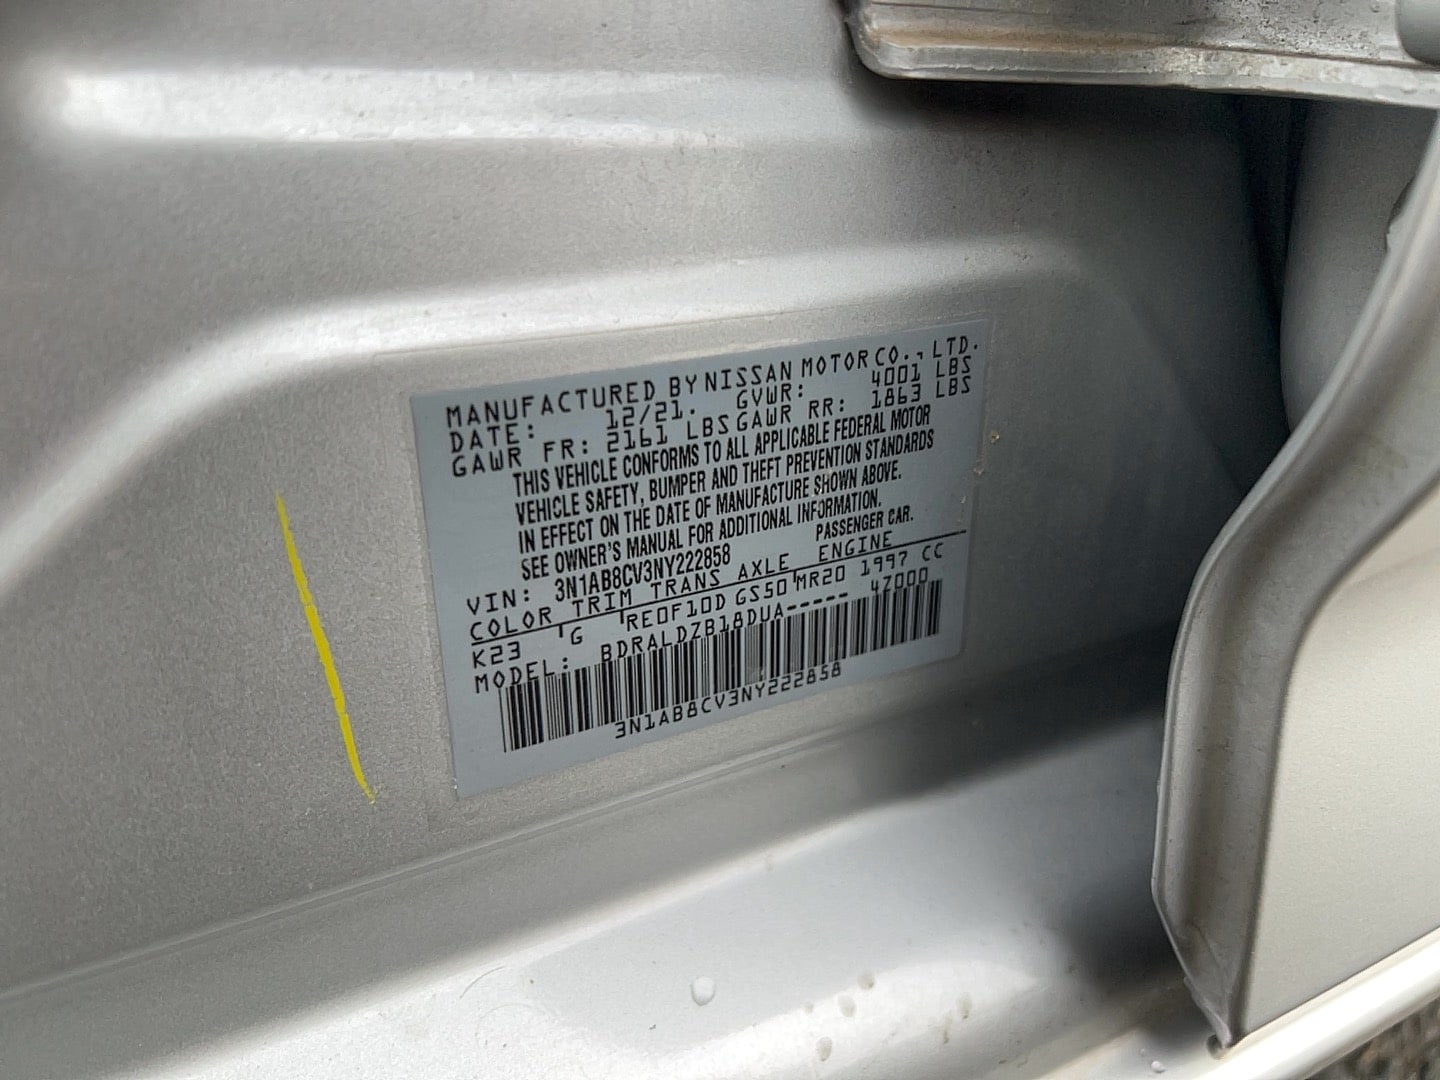 MANUFACTURED BY NISSAN MOTOR CO., LTD.
DATE: 12/21. GVWR: 4001 LBS
GAWR FR: 2161 LBS GAWR RR: 1863 LBS
THIS VEHICLE CONFORMS TO ALL APPLICABLE FEDERAL MOTOR
VEHICLE SAFETY, BUMPER AND THEFT PREVENTION STANDARDS
IN EFFECT ON THE DATE OF MANUFACTURE SHOWN ABOVE.
SEE OWNER'S MANUAL FOR ADDITIONAL INFORMATION.
VIN: 3N1AB8CV3NY222858 PASSENGER CAR.
COLOR TRIM TRANS AXLE ENGINE
K23 G RE0F10D GS50 MR20 1997 CC
MODEL: BDRALDZB18DUA----- 4Z000
3N1AB8CV3NY222858